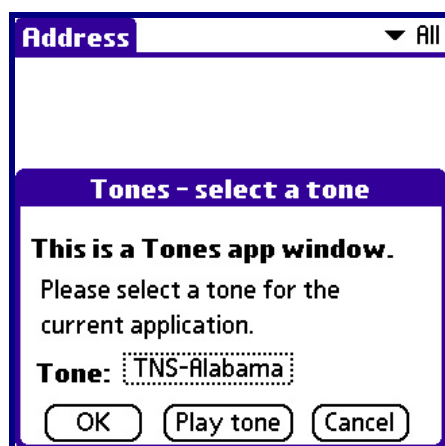 Address All
Tones - select a tone
This is a Tones app window.
Please select a tone for the
current application.
Tone: TNS-Alabama
OK Play tone Cancel